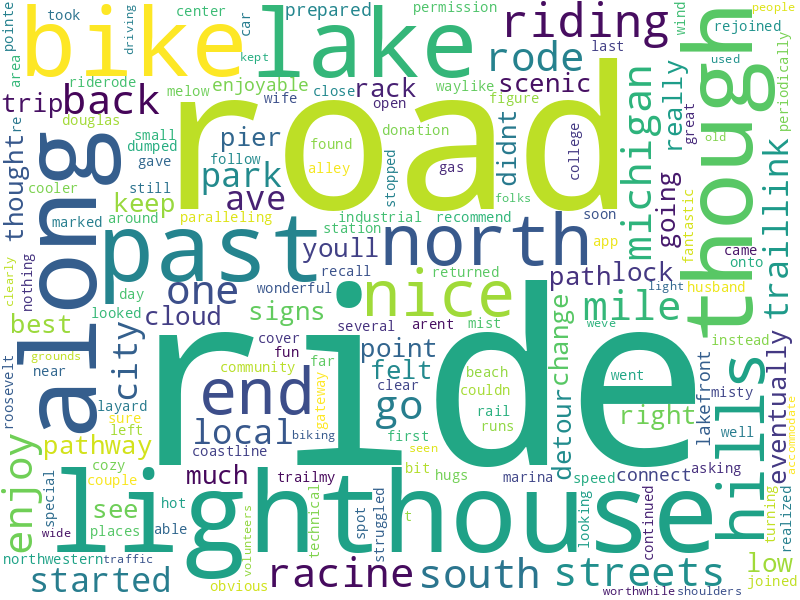 ride
road
lighthouse
though
along
lake
bike
past
north
nice
hills
end
riding
back
michigan
racine
south
streets
started
rode
park
ave
pier
city
mile
traillink
go
one
local
enjoy
low
point
felt
signs
cloud
pathway
best
keep
trip
thought
rack
scenic
didnt
really
going
lock
path
youll
detour
change
right
eventually
connect
much
see
prepared
permission
center
took
driving
car
kept
pointe
area
riderode
melow
enjoyable
wife
close
open
waylike
figure
last
wind
rejoined
used
people
periodically
great
old
douglas
small
dumped
gave
re
cooler
still
marked
around
follow
found
alley
donation
gas
stopped
college
folks
soon
app
fantastic
came
onto
husband
light
instead
misty
lakefront
well
asking
accommodate
turning
joined
realized
paralleling
industrial
station
recommend
recall
returned
wonderful
day
looked
nothing
clearly
roosevelt
near
grounds
layard
sure
left
couple
cozy
places
special
wide
hot
able
northwestern
traffic
obvious
volunteers
coastline
community
cover
fun
far
gateway
biking
several
arent
clear
mist
weve
beach
couldn
rail
runs
first
seen
bit
hugs
marina
trailmy
technical
spot
struggled
t
went
speed
looking
continued
worthwhile
shoulders